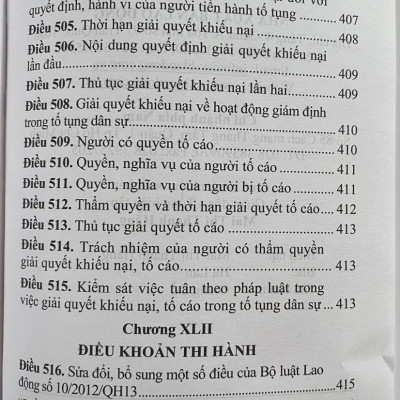 quyết định, hành vi của người tiến hành tố tụng ........ 407
Điều 505. Thời hạn giải quyết khiếu nại ................. 408
Điều 506. Nội dung quyết định giải quyết khiếu nại
lần đầu............................................................ 409
Điều 507. Thủ tục giải quyết khiếu nại lần hai........... 409
Điều 508. Giải quyết khiếu nại về hoạt động giám định
trong tố tụng dân sự......................................... 410
Điều 509. Người có quyền tố cáo ......................... 410
Điều 510. Quyền, nghĩa vụ của người tố cáo .......... 411
Điều 511. Quyền, nghĩa vụ của người bị tố cáo ....... 411
Điều 512. Thẩm quyền và thời hạn giải quyết tố cáo.... 412
Điều 513. Thủ tục giải quyết tố cáo...................... 413
Điều 514. Trách nhiệm của người có thẩm quyền
giải quyết khiếu nại, tố cáo................................ 413
Điều 515. Kiểm sát việc tuân theo pháp luật trong
việc giải quyết khiếu nại, tố cáo trong tố tụng dân sự ... 413
Chương XLII
ĐIỀU KHOẢN THI HÀNH
Điều 516. Sửa đổi, bổ sung một số điều của Bộ luật Lao
động số 10/2012/QH13 ...................................... 415